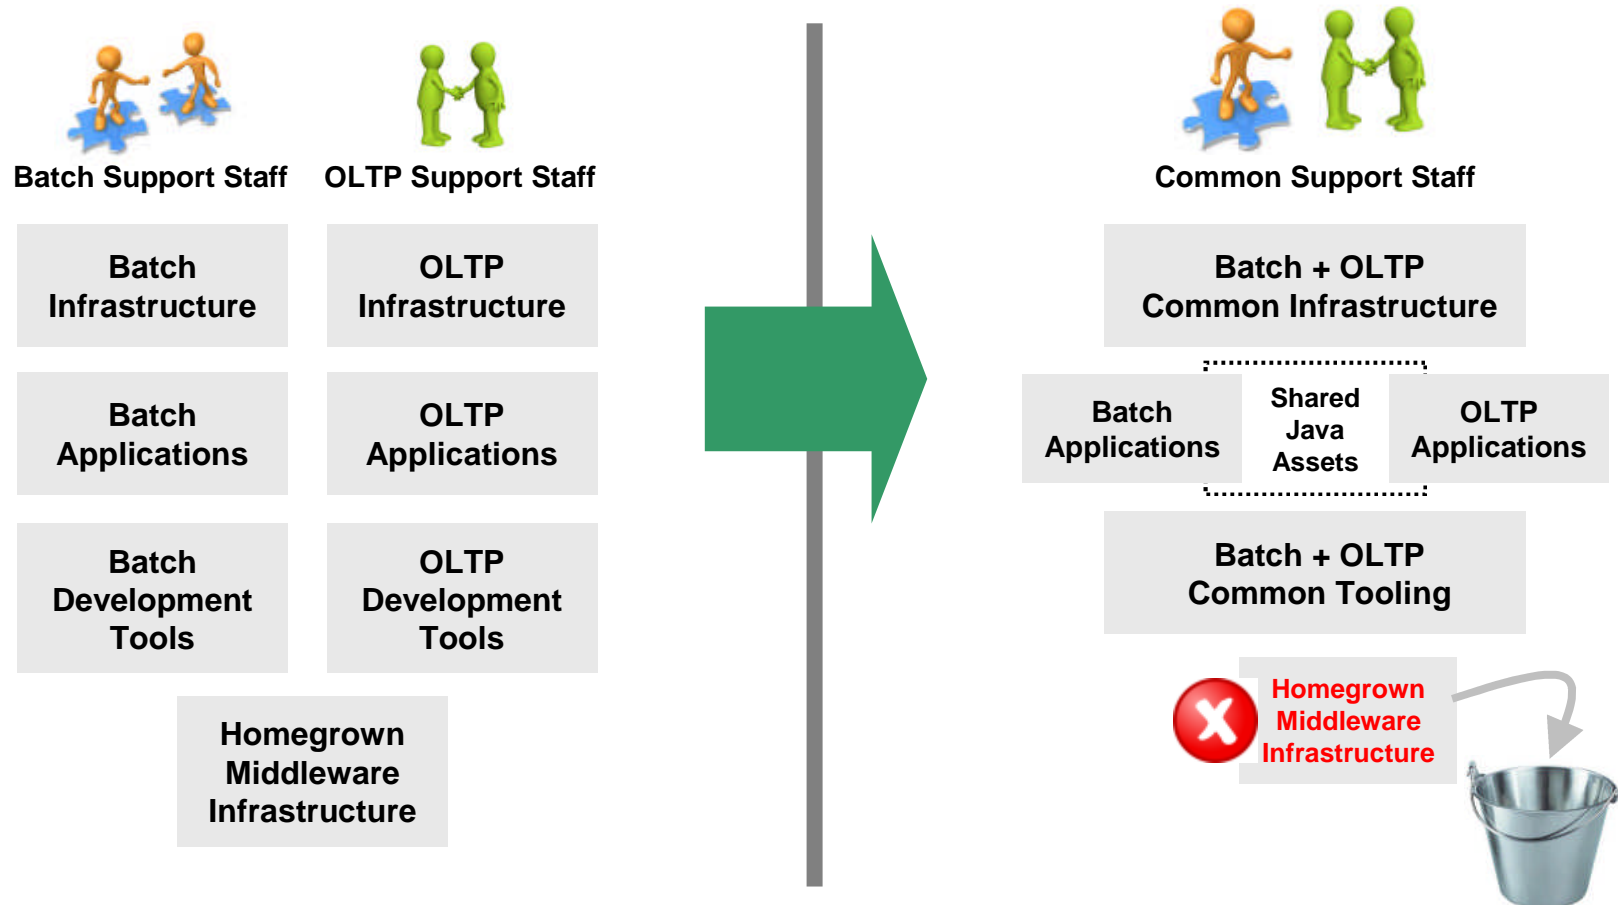 Batch Support Staff
OLTP Support Staff
Batch
Infrastructure
OLTP
Infrastructure
Batch
Applications
OLTP
Applications
Batch
Development
Tools
OLTP
Development
Tools
Homegrown
Middleware
Infrastructure
Common Support Staff
Batch + OLTP
Common Infrastructure
Batch
Applications
Shared
Java
Assets
OLTP
Applications
Batch + OLTP
Common Tooling
Homegrown
Middleware
Infrastructure